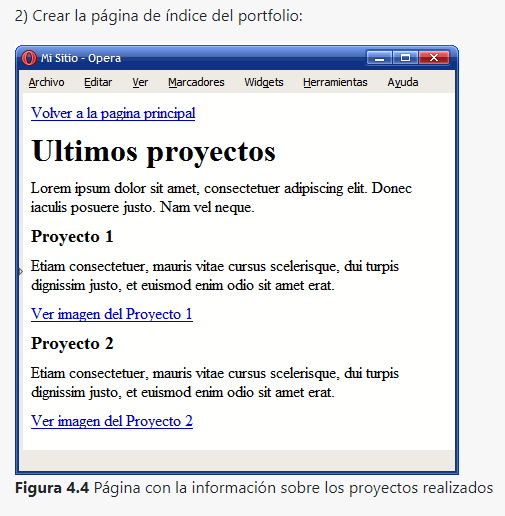 2) Crear la página de índice del portfolio:
Mi Sitio - Opera
Archivo Editar Ver Marcadores Widgets Herramientas Ayuda
Volver a la pagina principal
Ultimos proyectos
Lorem ipsum dolor sit amet, consectetuer adipiscing elit. Donec
iaculis posuere justo. Nam vel neque.
Proyecto 1
Etiam consectetuer, mauris vitae cursus scelerisque, dui turpis
dignissim justo, et euismod enim odio sit amet erat.
Ver imagen del Proyecto 1
Proyecto 2
Etiam consectetuer, mauris vitae cursus scelerisque, dui turpis
dignissim justo, et euismod enim odio sit amet erat.
Ver imagen del Proyecto 2
Figura 4.4 Página con la información sobre los proyectos realizados